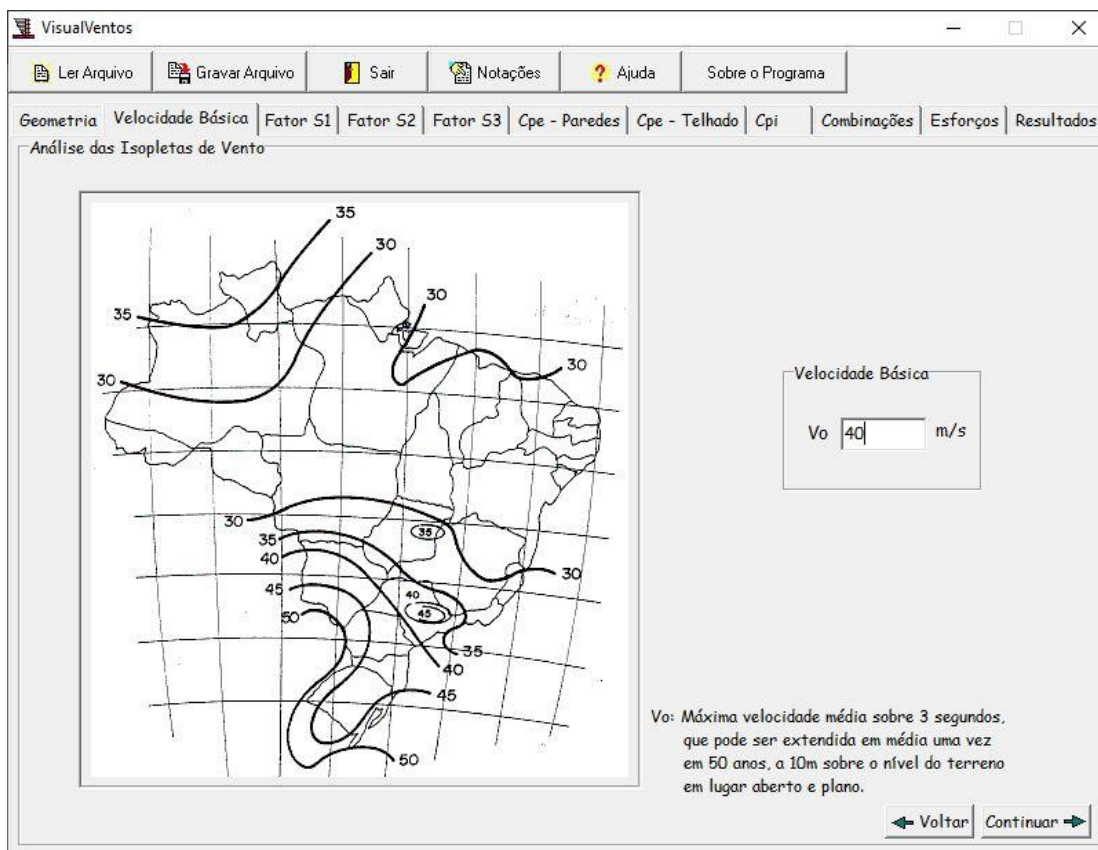 VisualVentos
Ler Arquivo Gravar Arquivo Sair Notações Ajuda Sobre o Programa
Geometria Velocidade Básica Fator S1 Fator S2 Fator S3 Cpe - Paredes Cpe - Telhado Cpi Combinações Esforços Resultados
Análise das Isopletas de Vento
35
30
30
35
30
30
Velocidade Básica
Vo 40 m/s
30
35
35
40
30
45
40
45
50
35
40
45
50
Vo: Máxima velocidade média sobre 3 segundos,
que pode ser extendida em média uma vez
em 50 anos, a 10m sobre o nível do terreno
em lugar aberto e plano.
Voltar Continuar